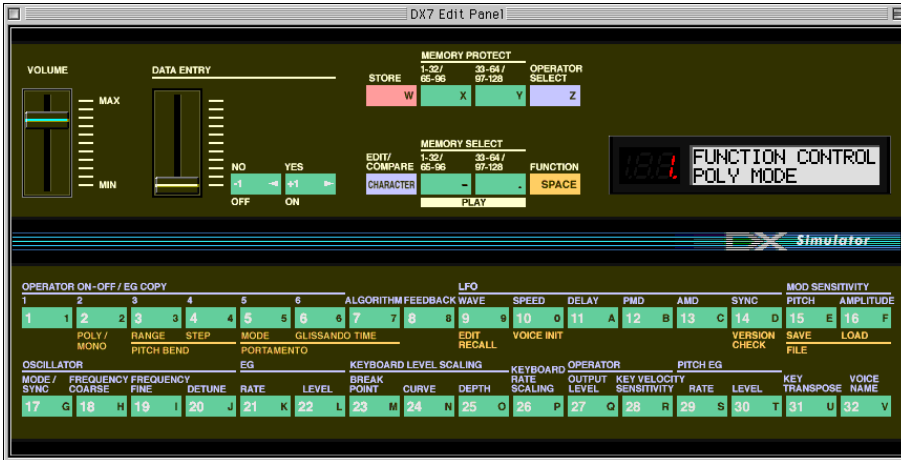 DX7 Edit Panel
VOLUME
MAX
MIN
DATA ENTRY
NO YES
-1 +1
OFF ON
MEMORY PROTECT
STORE 1-32/ 65-96 33-64/ 97-128 OPERATOR SELECT
W X Y Z
MEMORY SELECT
EDIT/ COMPARE 1-32/ 65-96 33-64/ 97-128 FUNCTION
CHARACTER - . SPACE
PLAY
1.
FUNCTION CONTROL
POLY MODE
DX Simulator
OPERATOR ON-OFF / EG COPY LFO MOD SENSITIVITY
1 2 3 4 5 6 ALGORITHM FEEDBACK WAVE SPEED DELAY PMD AMD SYNC PITCH AMPLITUDE
1 1 2 2 3 3 4 4 5 5 6 6 7 7 8 8 9 9 10 0 11 A 12 B 13 C 14 D 15 E 16 F
POLY / MONO RANGE STEP MODE GLISSANDO TIME EDIT RECALL VOICE INIT VERSION CHECK SAVE LOAD
PITCH BEND PORTAMENTO FILE
OSCILLATOR EG KEYBOARD LEVEL SCALING KEYBOARD RATE SCALING OPERATOR PITCH EG
MODE / SYNC FREQUENCY COARSE FREQUENCY FINE DETUNE RATE LEVEL BREAK POINT CURVE DEPTH OUTPUT LEVEL KEY VELOCITY SENSITIVITY RATE LEVEL KEY TRANSPOSE VOICE NAME
17 G 18 H 19 I 20 J 21 K 22 L 23 M 24 N 25 O 26 P 27 Q 28 R 29 S 30 T 31 U 32 V